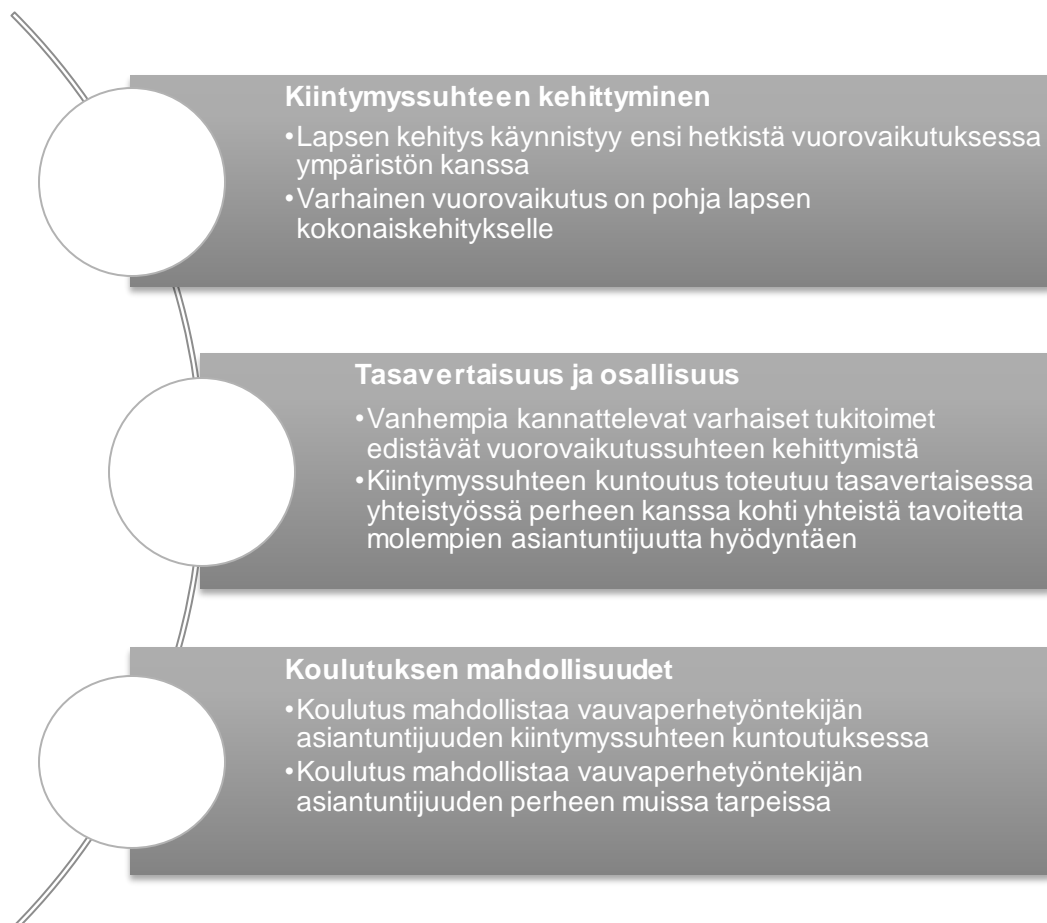 Kiintymyssuhteen kehittyminen
•Lapsen kehitys käynnistyy ensi hetkistä vuorovaikutuksessa
ympäristön kanssa
•Varhainen vuorovaikutus on pohja lapsen
kokonaiskehitykselle
Tasavertaisuus ja osallisuus
•Vanhempia kannattelevat varhaiset tukitoimet
edistävät vuorovaikutussuhteen kehittymistä
•Kiintymyssuhteen kuntoutus toteutuu tasavertaisessa
yhteistyössä perheen kanssa kohti yhteistä tavoitetta
molempien asiantuntijuutta hyödyntäen
Koulutuksen mahdollisuudet
•Koulutus mahdollistaa vauvaperhetyöntekijän
asiantuntijuuden kiintymyssuhteen kuntoutuksessa
•Koulutus mahdollistaa vauvaperhetyöntekijän
asiantuntijuuden perheen muissa tarpeissa